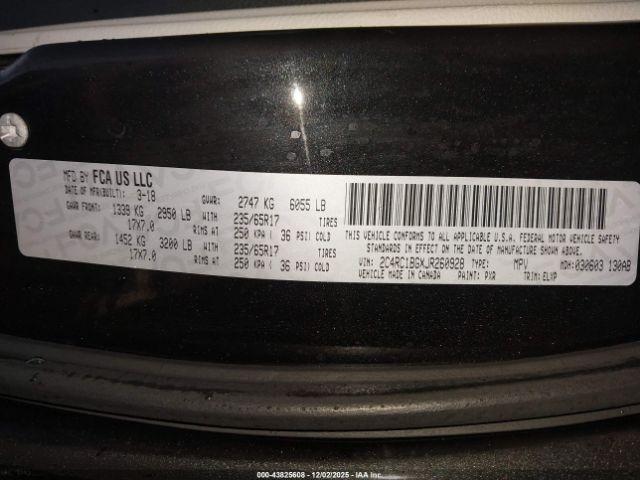 MFD BY FCA US LLC
DATE OF MFR(BUILT): 3-18 GVWR: 2747 KG 6055 LB
GAWR FRONT: 1339 KG 2950 LB WITH 235/65R17 TIRES
17X7.0 RIMS AT 250 KPA ( 36 PSI) COLD
GAWR REAR: 1452 KG 3200 LB WITH 235/65R17 TIRES
17X7.0 RIMS AT 250 KPA ( 36 PSI) COLD
THIS VEHICLE CONFORMS TO ALL APPLICABLE U.S.A. FEDERAL MOTOR VEHICLE SAFETY
STANDARDS IN EFFECT ON THE DATE OF MANUFACTURE SHOWN ABOVE.
VIN: 2C4RC1BGXJR260928 TYPE: MPV MDH: 030603 130AB
VEHICLE MADE IN CANADA PAINT: PXR TRIM: ELXP
000-43825608 - 12/02/2025 - IAAI.COM